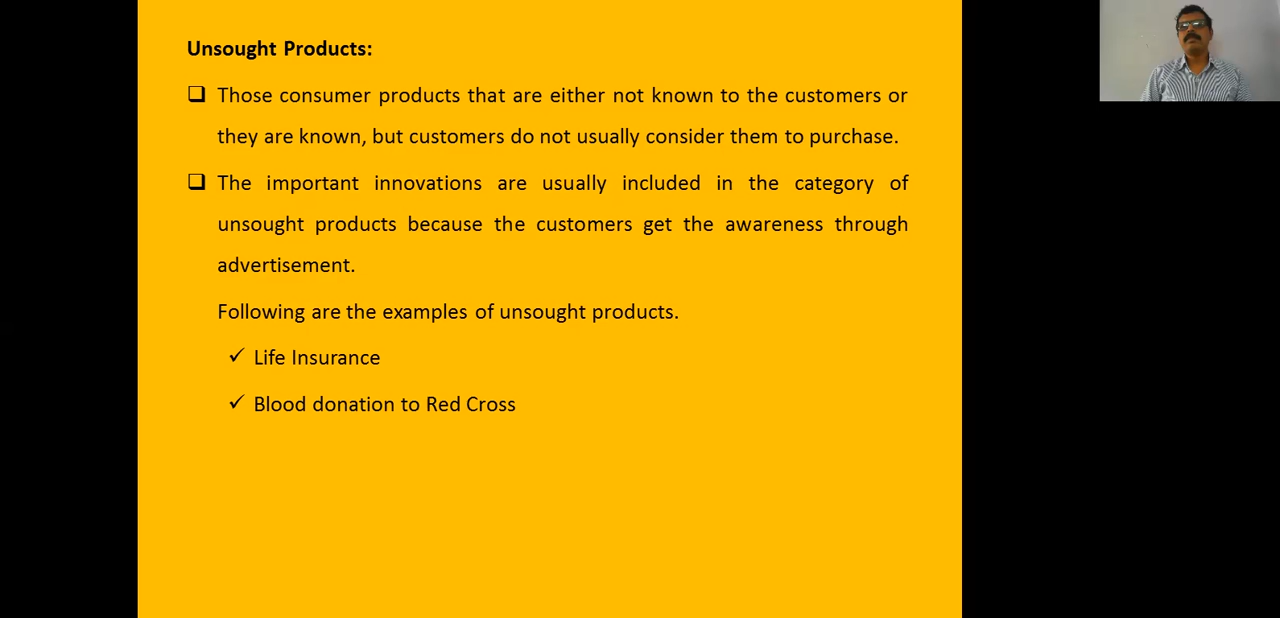 Unsought Products:
❑ Those consumer products that are either not known to the customers or
they are known, but customers do not usually consider them to purchase.
❑ The important innovations are usually included in the category of
unsought products because the customers get the awareness through
advertisement.
Following are the examples of unsought products.
✓ Life Insurance
✓ Blood donation to Red Cross